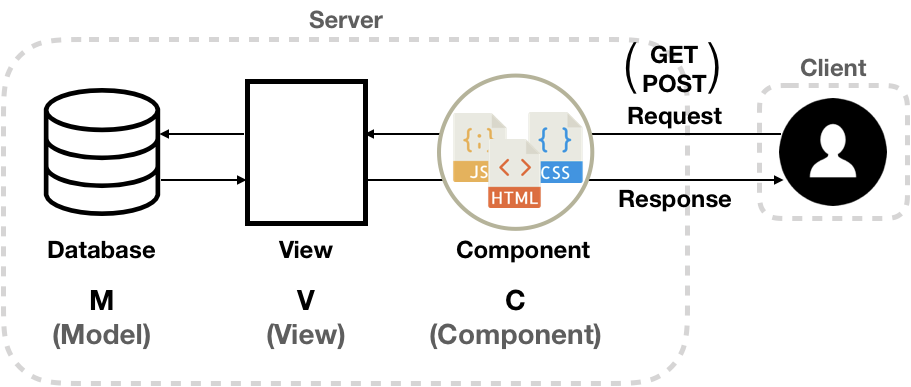 Server
GET
POST
Client
Request
{;}
{ }
JS
CSS
< >
HTML
Response
Database
View
Component
M
V
C
(Model)
(View)
(Component)